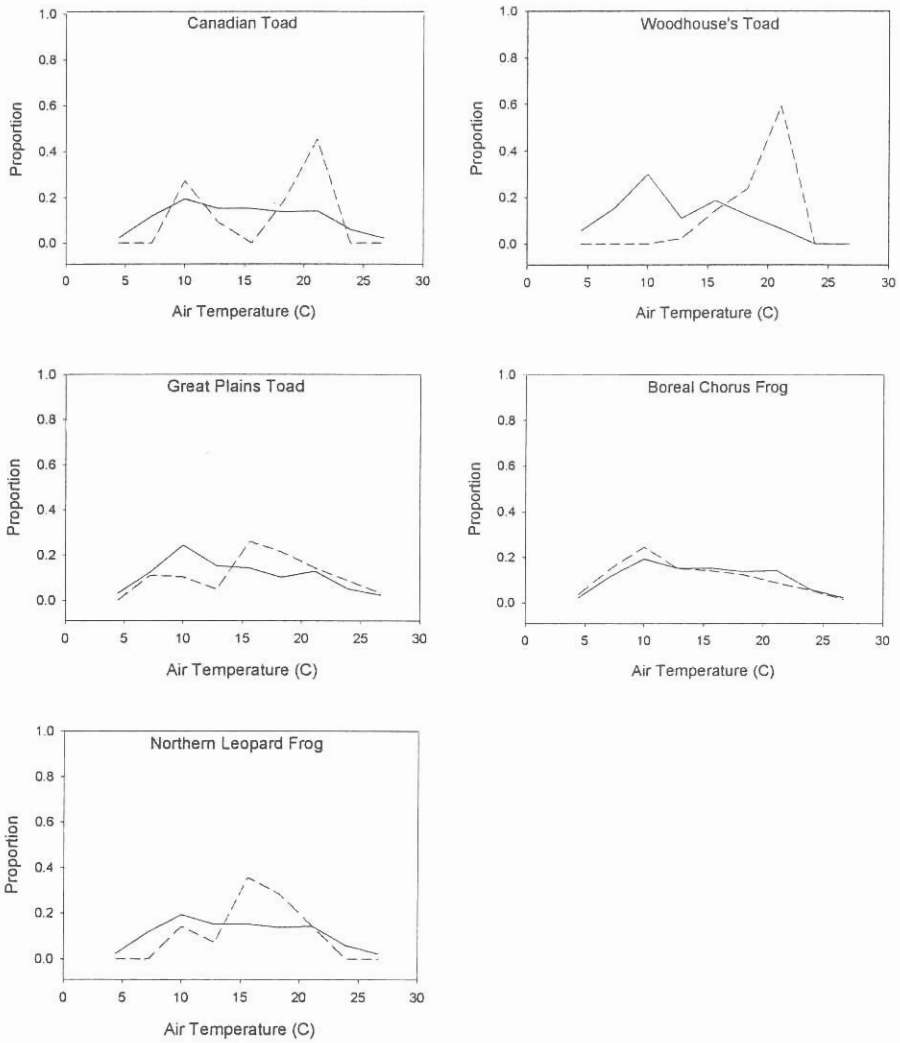 Canadian Toad
1.0
0.8
0.6
0.4
0.2
0.0
Proportion
0 5 10 15 20 25 30
Air Temperature (C)
Woodhouse's Toad
1.0
0.8
0.6
0.4
0.2
0.0
Proportion
0 5 10 15 20 25 30
Air Temperature (C)
Great Plains Toad
1.0
0.8
0.6
0.4
0.2
0.0
Proportion
0 5 10 15 20 25 30
Air Temperature (C)
Boreal Chorus Frog
1.0
0.8
0.6
0.4
0.2
0.0
Proportion
0 5 10 15 20 25 30
Air Temperature (C)
Northern Leopard Frog
1.0
0.8
0.6
0.4
0.2
0.0
Proportion
0 5 10 15 20 25 30
Air Temperature (C)